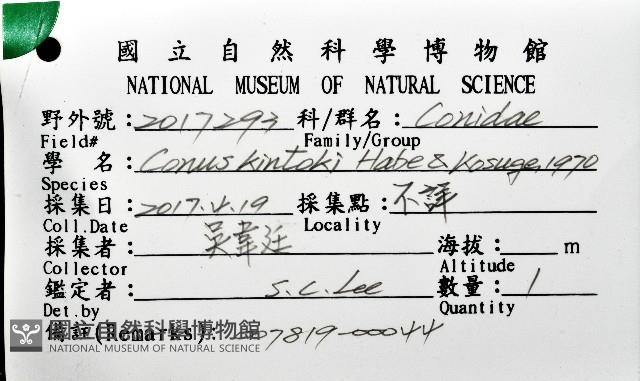 國立自然科學博物館
NATIONAL MUSEUM OF NATURAL SCIENCE
野外號：2017293 科/群名：Conidae
Field# Family/Group
學 名：Conus kintoki Habe & Kosuge, 1970
Species
採集日：2017.4.19 採集點：不詳
Coll.Date Locality
採集者：吳韋廷 海拔：m
Collector Altitude
鑑定者：S.C. Lee 數量：1
Det.by Quantity
備註(Remarks): 7819-00044
國立自然科學博物館
NATIONAL MUSEUM OF NATURAL SCIENCE